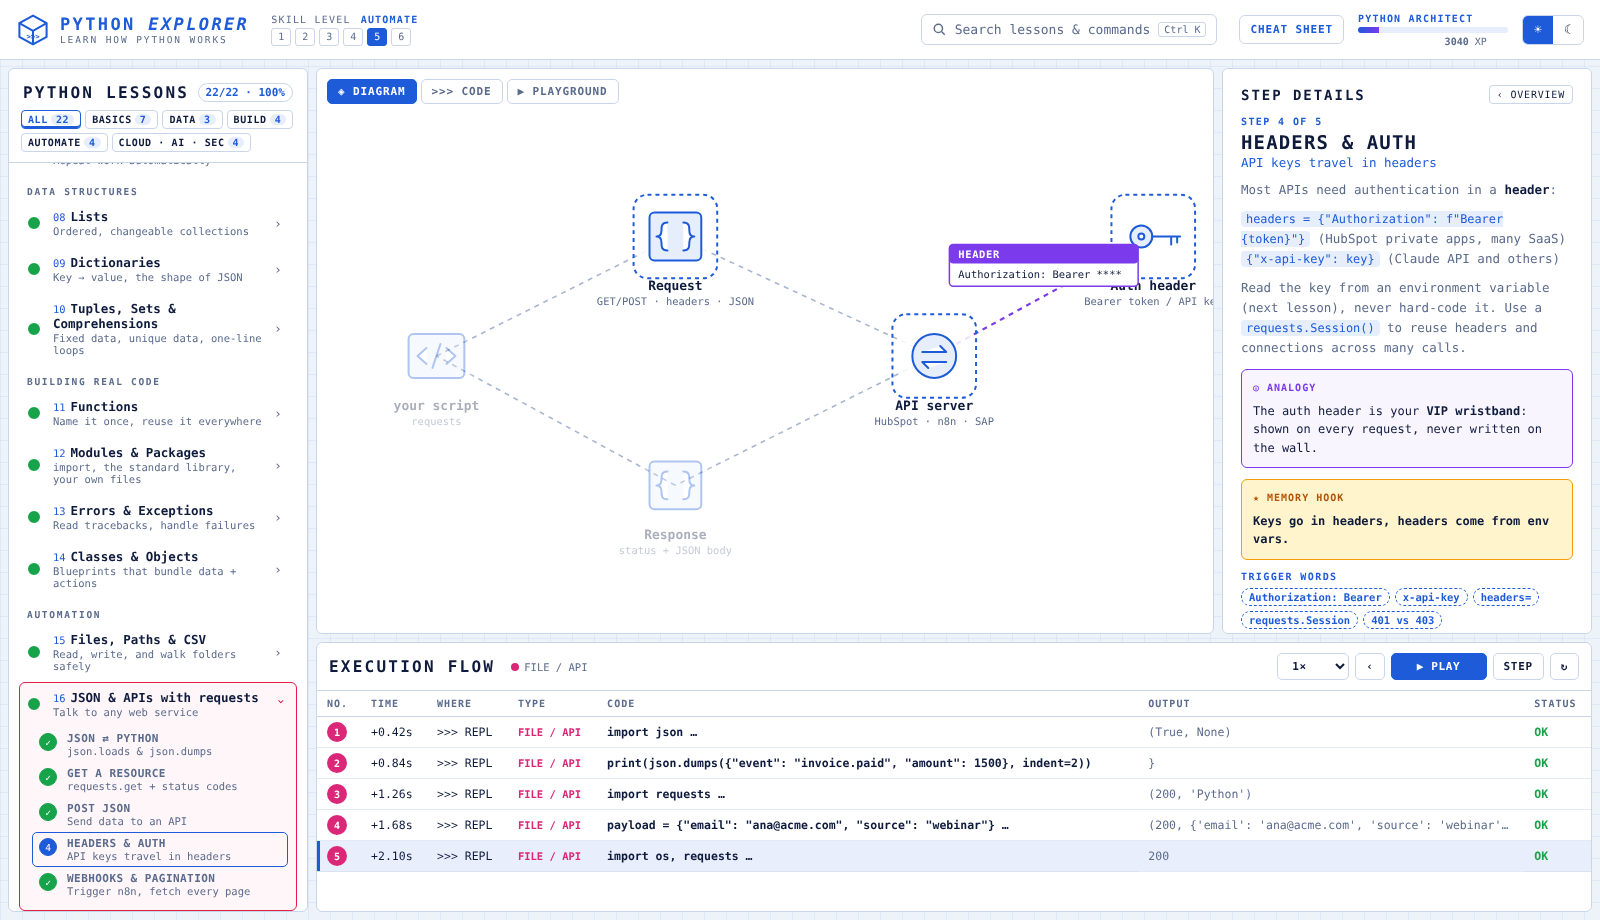 PYTHON EXPLORER
LEARN HOW PYTHON WORKS
SKILL LEVEL AUTOMATE
1 2 3 4 5 6
Search lessons & commands Ctrl K
CHEAT SHEET
PYTHON ARCHITECT
3040 XP
PYTHON LESSONS 22/22 · 100%
ALL 22 BASICS 7 DATA 3 BUILD 4
AUTOMATE 4 CLOUD · AI · SEC 4
DATA STRUCTURES
08 Lists
Ordered, changeable collections
09 Dictionaries
Key → value, the shape of JSON
10 Tuples, Sets &
Comprehensions
Fixed data, unique data, one-line
loops
BUILDING REAL CODE
11 Functions
Name it once, reuse it everywhere
12 Modules & Packages
import, the standard library,
your own files
13 Errors & Exceptions
Read tracebacks, handle failures
14 Classes & Objects
Blueprints that bundle data +
actions
AUTOMATION
15 Files, Paths & CSV
Read, write, and walk folders
safely
16 JSON & APIs with requests
Talk to any web service
✓ JSON ⇄ PYTHON
json.loads & json.dumps
✓ GET A RESOURCE
requests.get + status codes
✓ POST JSON
Send data to an API
4 HEADERS & AUTH
API keys travel in headers
✓ WEBHOOKS & PAGINATION
Trigger n8n, fetch every page
◈ DIAGRAM >>> CODE ▶ PLAYGROUND
{ }
Request
GET/POST · headers · JSON
HEADER
Authorization: Bearer ****
Auth header
Bearer token / API ke
</>
your script
requests
API server
HubSpot · n8n · SAP
{ }
Response
status + JSON body
STEP DETAILS ‹ OVERVIEW
STEP 4 OF 5
HEADERS & AUTH
API keys travel in headers
Most APIs need authentication in a header:
headers = {"Authorization": f"Bearer
{token}"} (HubSpot private apps, many SaaS)
{"x-api-key": key} (Claude API and others)
Read the key from an environment variable
(next lesson), never hard-code it. Use a
requests.Session() to reuse headers and
connections across many calls.
◎ ANALOGY
The auth header is your VIP wristband:
shown on every request, never written on
the wall.
★ MEMORY HOOK
Keys go in headers, headers come from env
vars.
TRIGGER WORDS
Authorization: Bearer x-api-key headers=
requests.Session 401 vs 403
EXECUTION FLOW FILE / API
1× ‹ ▶ PLAY STEP ↻
NO. TIME WHERE TYPE CODE OUTPUT STATUS
1 +0.42s >>> REPL FILE / API import json … (True, None) OK
2 +0.84s >>> REPL FILE / API print(json.dumps({"event": "invoice.paid", "amount": 1500}, indent=2)) } OK
3 +1.26s >>> REPL FILE / API import requests … (200, 'Python') OK
4 +1.68s >>> REPL FILE / API payload = {"email": "ana@acme.com", "source": "webinar"} … (200, {'email': 'ana@acme.com', 'source': 'webinar'… OK
5 +2.10s >>> REPL FILE / API import os, requests … 200 OK